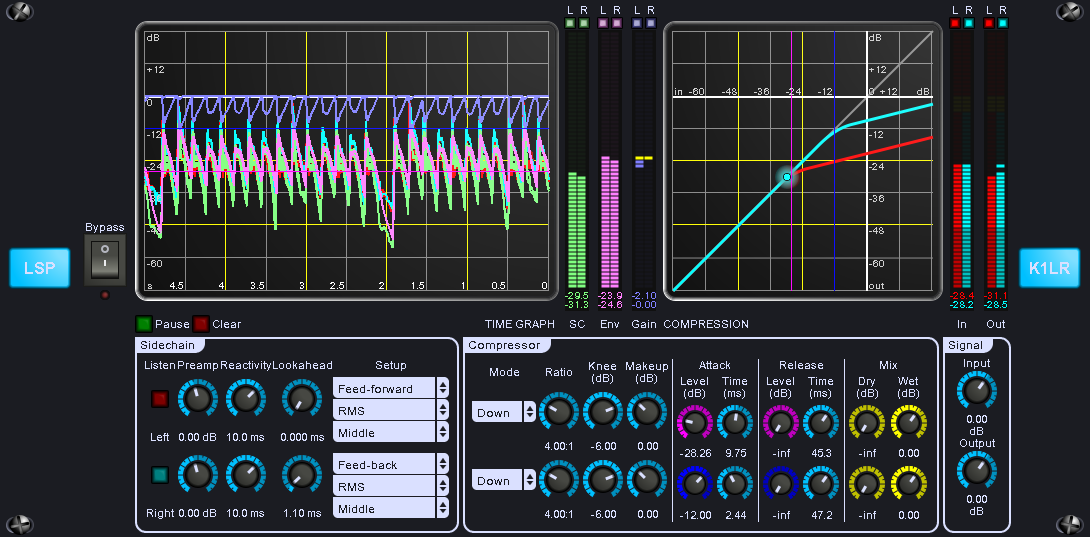 L R L R L R L R L R
dB
+12
0
-12
-24
-36
-48
-60
s 4.5 4 3.5 3 2.5 2 1.5 1 0.5 0
dB
+12
in -60 -48 -36 -24 -12 0 +12 dB
-12
-24
-36
-48
-60
out
Bypass
LSP
K1LR
-29.5 -23.9 -2.10 -26.4 -31.1
-31.3 -24.6 -0.00 -28.2 -28.5
Pause Clear TIME GRAPH SC Env Gain COMPRESSION In Out
Sidechain
Listen Preamp Reactivity Lookahead Setup
Feed-forward
RMS
Middle
Left 0.00 dB 10.0 ms 0.000 ms
Feed-back
RMS
Middle
Right 0.00 dB 10.0 ms 1.10 ms
Compressor
Mode Ratio Knee (dB) Makeup (dB)
Attack Release Mix
Level (dB) Time (ms) Level (dB) Time (ms) Dry (dB) Wet (dB)
Down
4.00:1 -6.00 0.00 -28.26 9.75 -inf 45.3 -inf 0.00
Down
4.00:1 -6.00 0.00 -12.00 2.44 -inf 47.2 -inf 0.00
Signal
Input
0.00
dB
Output
0.00
dB